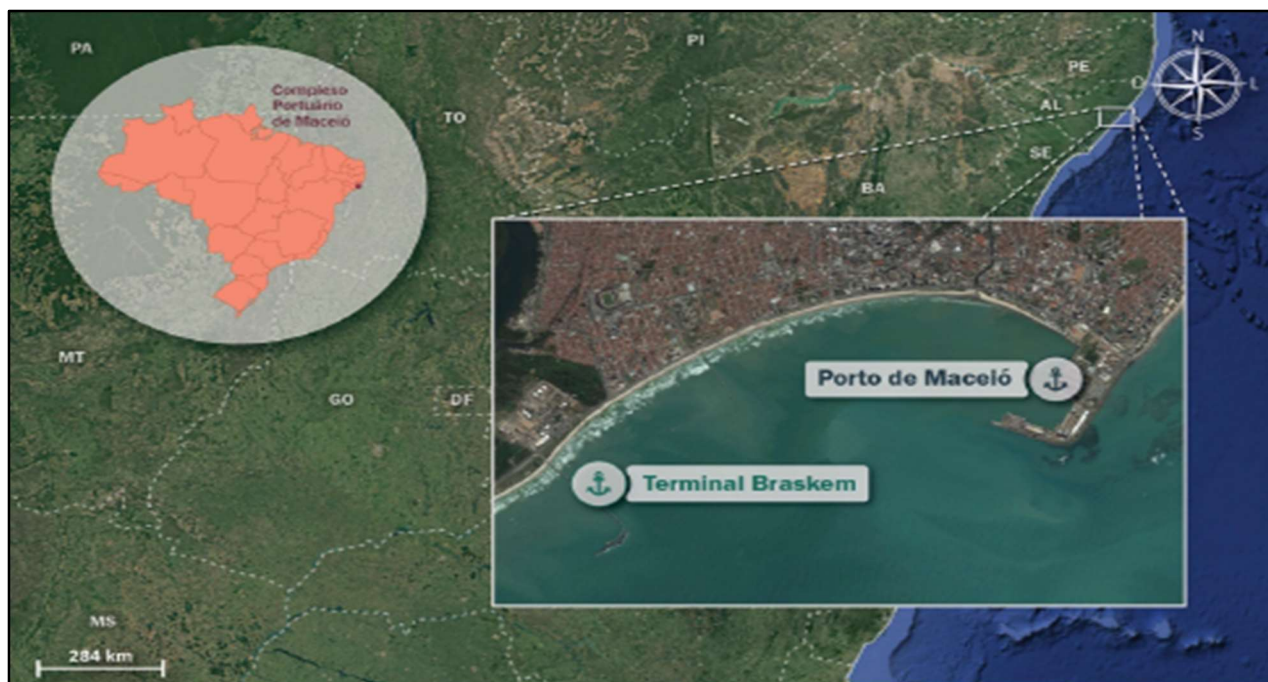 PA
Complexo
Portuário
de Maceió
PI
PE
N
O
L
S
TO
AL
SE
BA
MT
GO
DF
Porto de Maceió
Terminal Braskem
MS
284 km